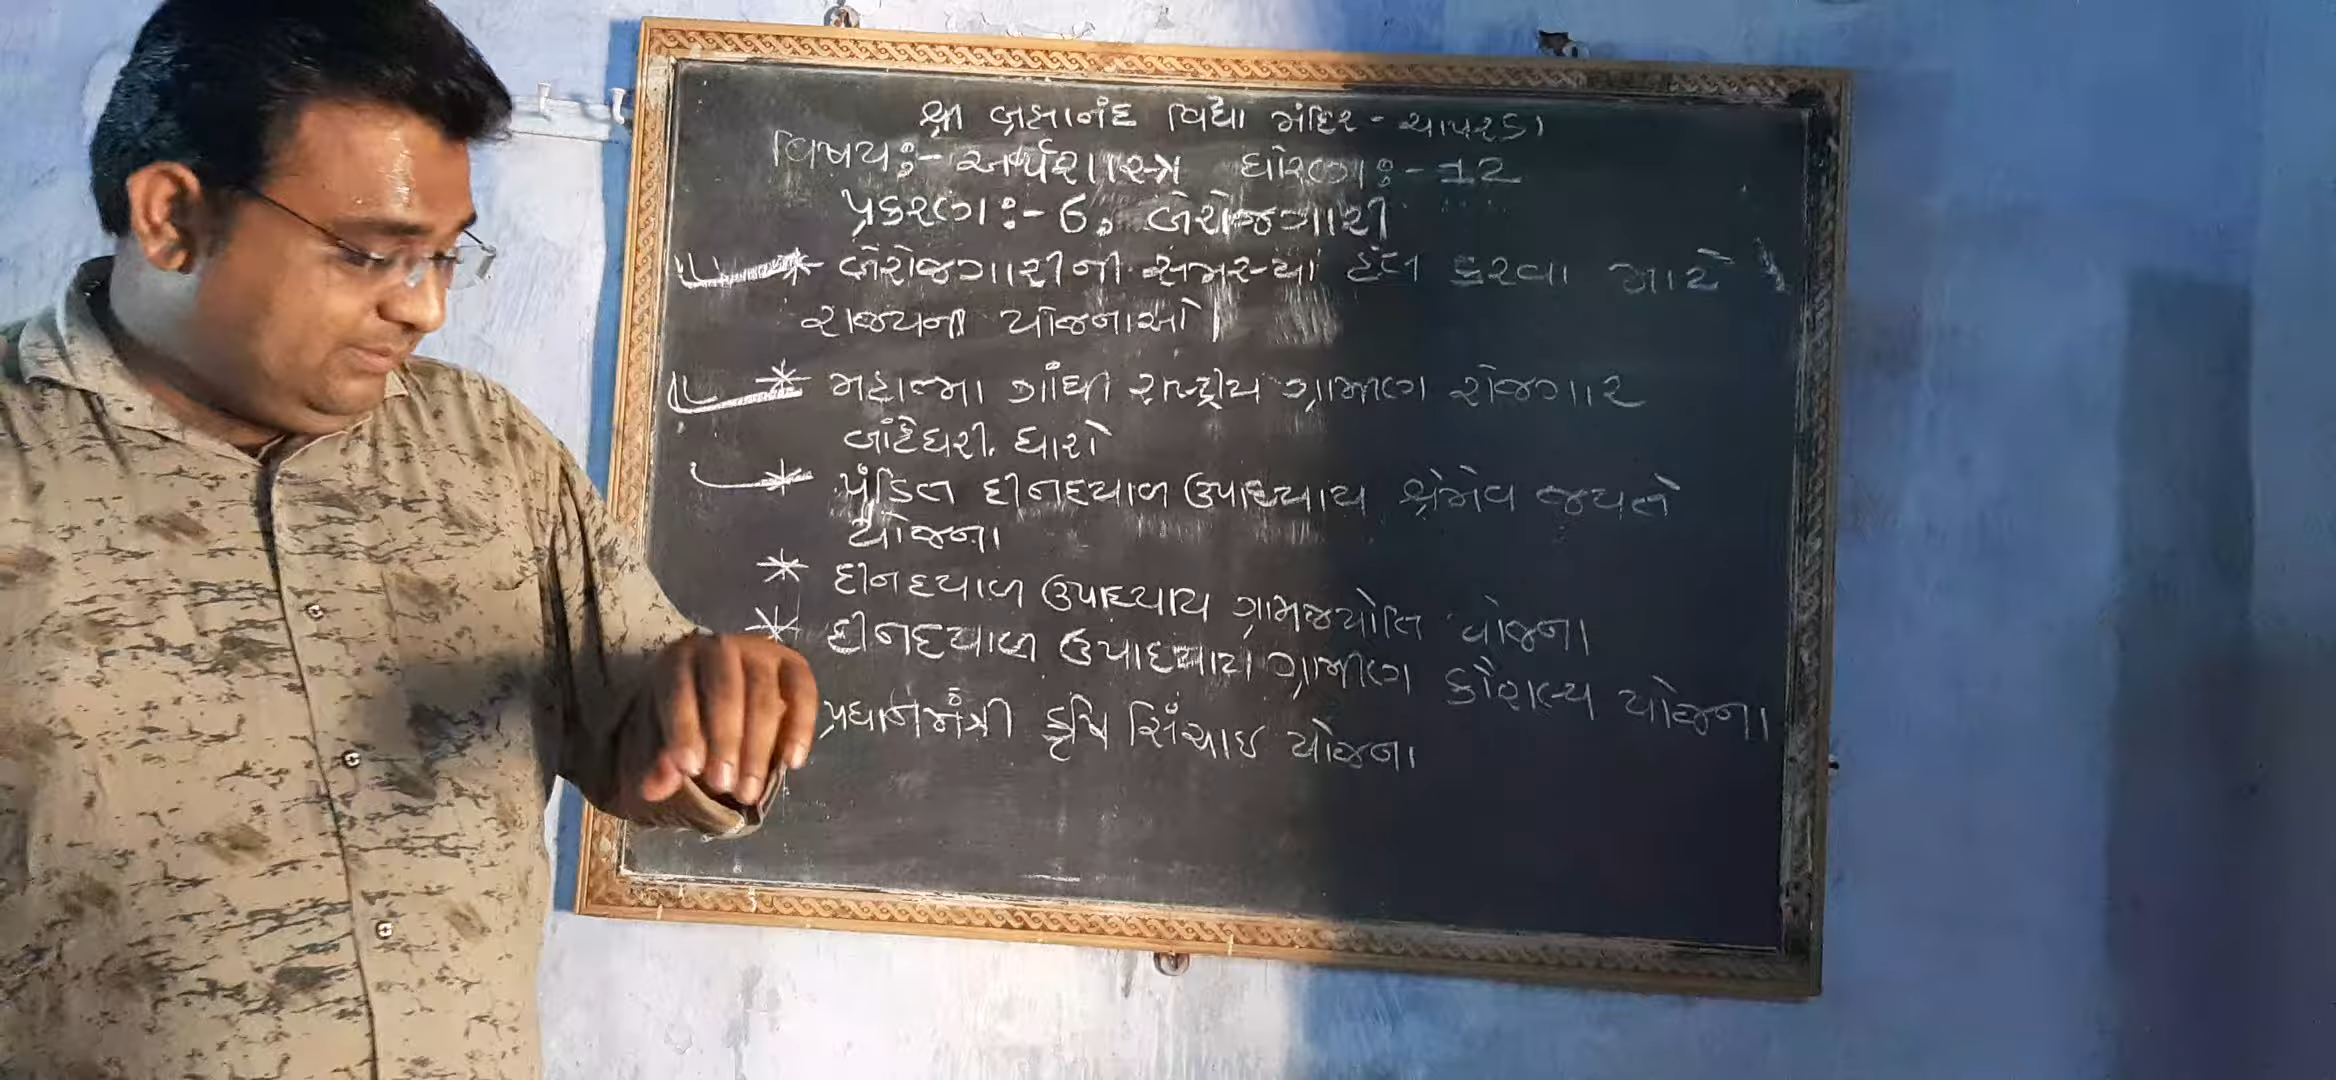 શ્રી બ્રહ્માનંદ વિદ્યા મંદિર - ચાપરડા
વિષય:- અર્થશાસ્ત્ર ધોરણ:- 12
પ્રકરણ:- 6. બેરોજગારી
* બેરોજગારીની સમસ્યા હલ કરવા માટે
રાજ્યની યોજનાઓ
* મહાત્મા ગાંધી રાષ્ટ્રીય ગ્રામીણ રોજગાર
બાંહેધરી ધારો
* પંડિત દીનદયાળ ઉપાધ્યાય શ્રમેવ જયતે
યોજના
* દીનદયાળ ઉપાધ્યાય ગ્રામજ્યોતિ યોજના
* દીનદયાળ ઉપાધ્યાય ગ્રામીણ કૌશલ્ય યોજના
પ્રધાનમંત્રી કૃષિ સિંચાઇ યોજના